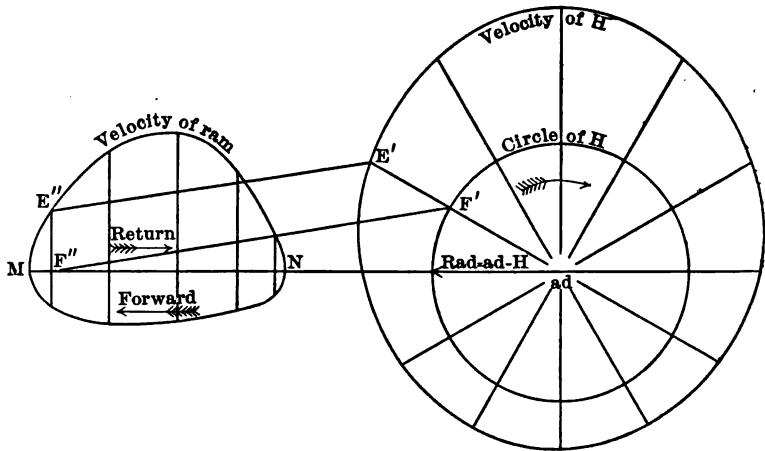 Velocity of H
Velocity of ram
Circle of H
E′
E″
F′
Return
F″
Rad-ad-H
M
N
ad
Forward